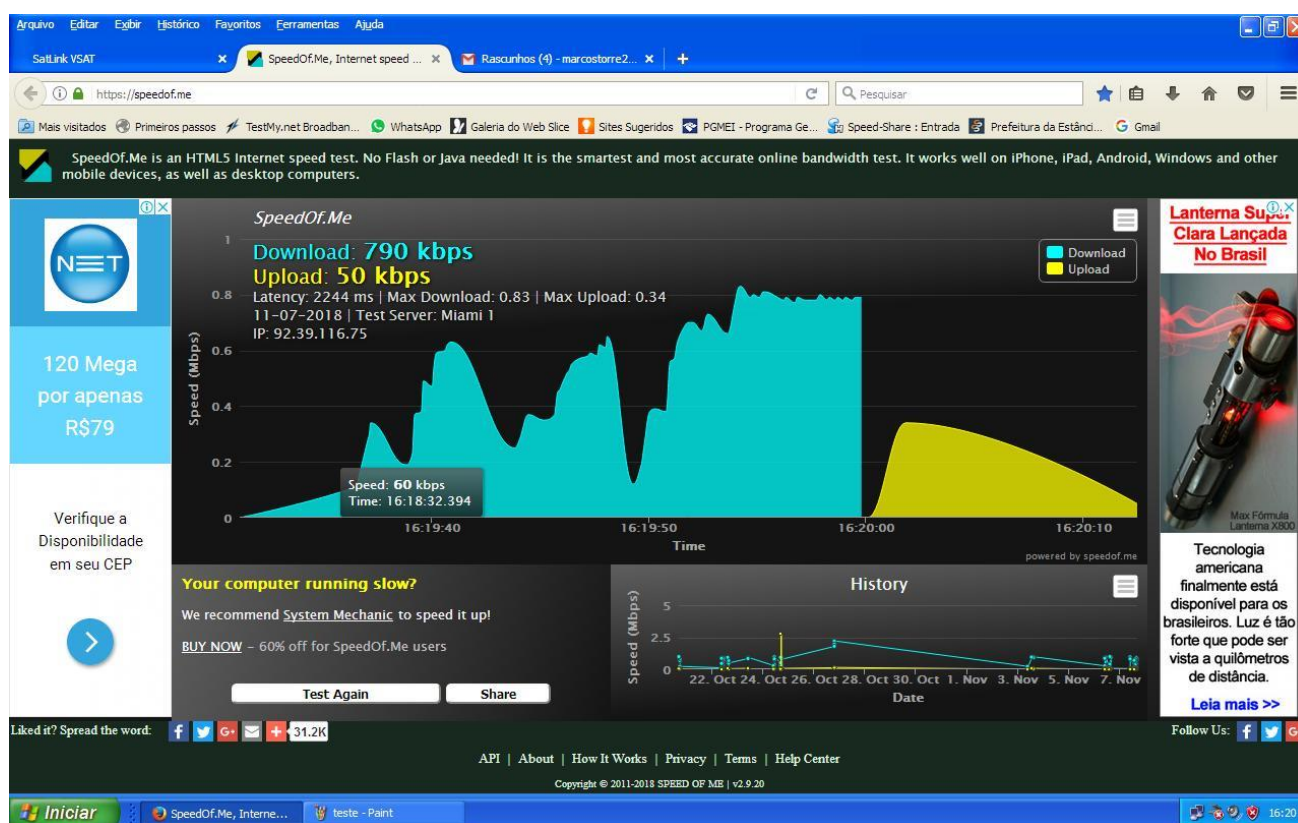 Arquivo Editar Exibir Histórico Favoritos Ferramentas Ajuda
SatLink VSAT
SpeedOf.Me, Internet speed ...
Rascunhos (4) - marcostorre2...
https://speedof.me
Pesquisar
Mais visitados Primeiros passos TestMy.net Broadban... WhatsApp Galeria do Web Slice Sites Sugeridos PGMEI - Programa Ge... Speed-Share : Entrada Prefeitura da Estânci... Gmail
SpeedOf.Me is an HTML5 Internet speed test. No Flash or Java needed! It is the smartest and most accurate online bandwidth test. It works well on iPhone, iPad, Android, Windows and other
mobile devices, as well as desktop computers.
NET
120 Mega
por apenas
R$79
Verifique a
Disponibilidade
em seu CEP
SpeedOf.Me
Download: 790 kbps
Upload: 50 kbps
Latency: 2244 ms | Max Download: 0.83 | Max Upload: 0.34
11-07-2018 | Test Server: Miami 1
IP: 92.39.116.75
Download
Upload
Speed (Mbps)
1
0.8
0.6
0.4
0.2
0
Speed: 60 kbps
Time: 16:18:32.394
16:19:40 16:19:50 16:20:00 16:20:10
Time
powered by speedof.me
Your computer running slow?
We recommend System Mechanic to speed it up!
BUY NOW – 60% off for SpeedOf.Me users
Test Again
Share
History
Speed (Mbps)
5
2.5
0
22. Oct 24. Oct 26. Oct 28. Oct 30. Oct 1. Nov 3. Nov 5. Nov 7. Nov
Date
Lanterna Super
Clara Lançada
No Brasil
Max Fórmula
Lanterna X800
Tecnologia
americana
finalmente está
disponível para os
brasileiros. Luz é tão
forte que pode ser
vista a quilômetros
de distância.
Leia mais >>
Liked it? Spread the word:
31.2K
Follow Us:
API | About | How It Works | Privacy | Terms | Help Center
Copyright © 2011-2018 SPEED OF ME | v2.9.20
Iniciar
SpeedOf.Me, Interne...
teste - Paint
16:20